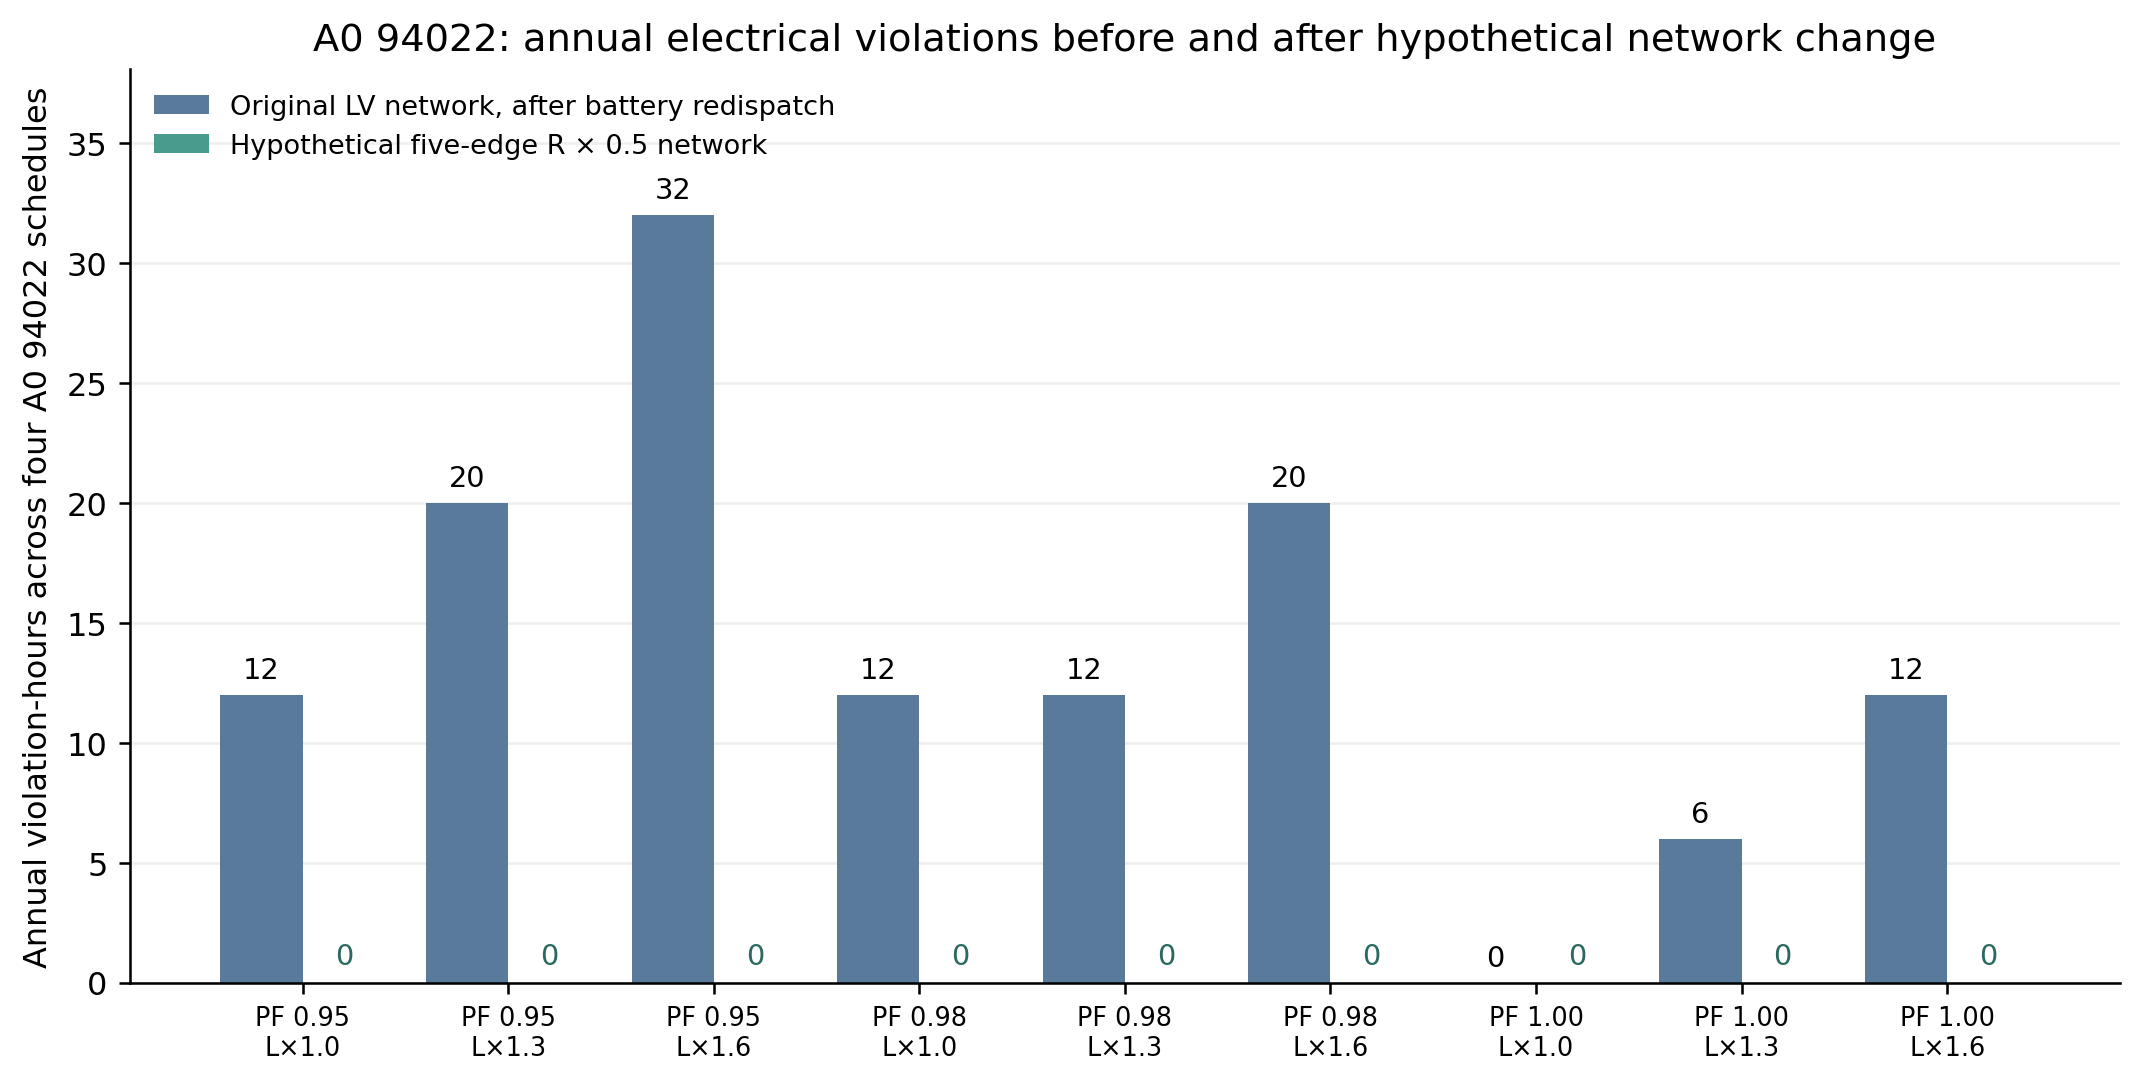 A0 94022: annual electrical violations before and after hypothetical network change
Original LV network, after battery redispatch
Hypothetical five-edge R × 0.5 network
Annual violation-hours across four A0 94022 schedules
35
30
25
20
15
10
5
0
12
0
20
0
32
0
12
0
12
0
20
0
0
0
6
0
12
0
PF 0.95
L×1.0
PF 0.95
L×1.3
PF 0.95
L×1.6
PF 0.98
L×1.0
PF 0.98
L×1.3
PF 0.98
L×1.6
PF 1.00
L×1.0
PF 1.00
L×1.3
PF 1.00
L×1.6